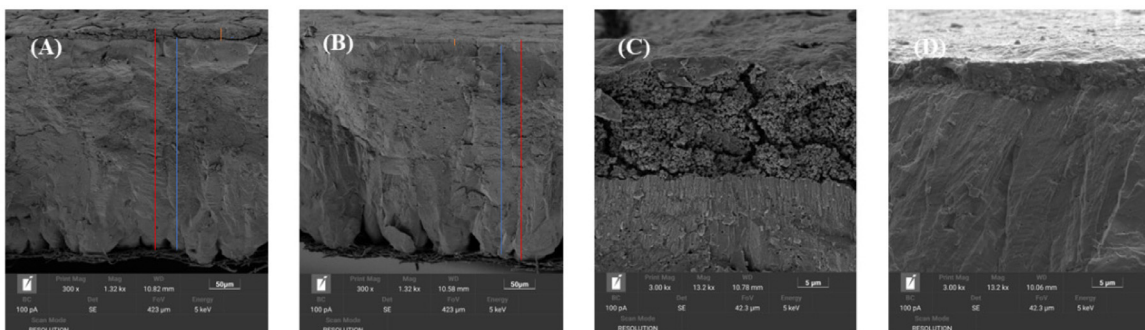 (A)
Print Mag Mag WD
300 x 1.32 kx 10.82 mm
50µm
BC Det FoV Energy
100 pA SE 423 µm 5 keV
Scan Mode
RESOLUTION
(B)
Print Mag Mag WD
300 x 1.32 kx 10.58 mm
50µm
BC Det FoV Energy
100 pA SE 423 µm 5 keV
Scan Mode
RESOLUTION
(C)
Print Mag Mag WD
3.00 kx 13.2 kx 10.78 mm
5 µm
BC Det FoV Energy
100 pA SE 42.3 µm 5 keV
Scan Mode
RESOLUTION
(D)
Print Mag Mag WD
3.00 kx 13.2 kx 10.06 mm
5 µm
BC Det FoV Energy
100 pA SE 42.3 µm 5 keV
Scan Mode
RESOLUTION